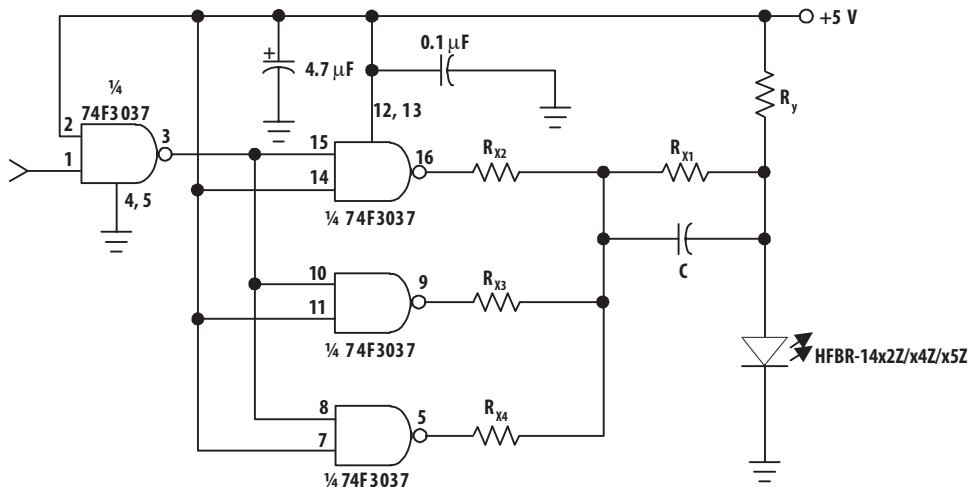 +5 V
0.1 μF
+
4.7 μF
R_y
¼
74F3037
12, 13
2
3
1
15
16
R_X2
R_X1
14
4, 5
¼ 74F3037
C
10
9
R_X3
11
¼ 74F3037
HFBR-14x2Z/x4Z/x5Z
8
5
R_X4
7
¼ 74F3037